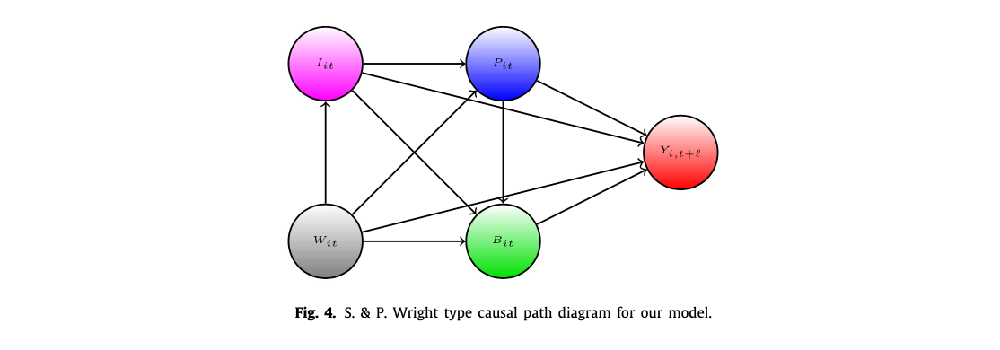 I_{it}
P_{it}
Y_{i,t+ℓ}
W_{it}
B_{it}
Fig. 4. S. & P. Wright type causal path diagram for our model.